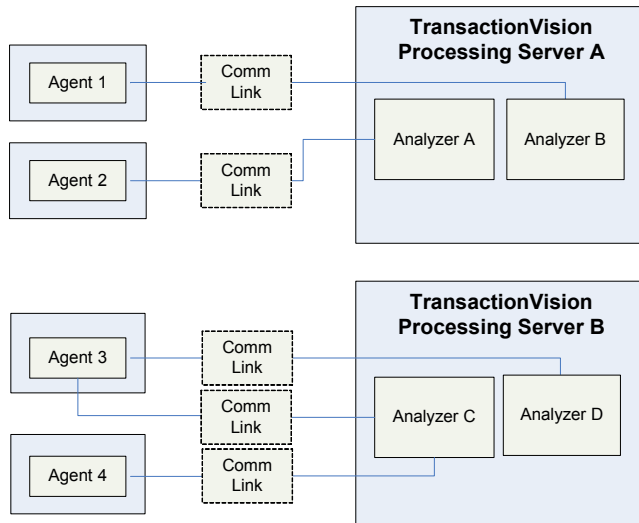 TransactionVision
Processing Server A
Agent 1
Comm
Link
Analyzer A
Analyzer B
Agent 2
Comm
Link
TransactionVision
Processing Server B
Agent 3
Comm
Link
Comm
Link
Analyzer C
Analyzer D
Agent 4
Comm
Link